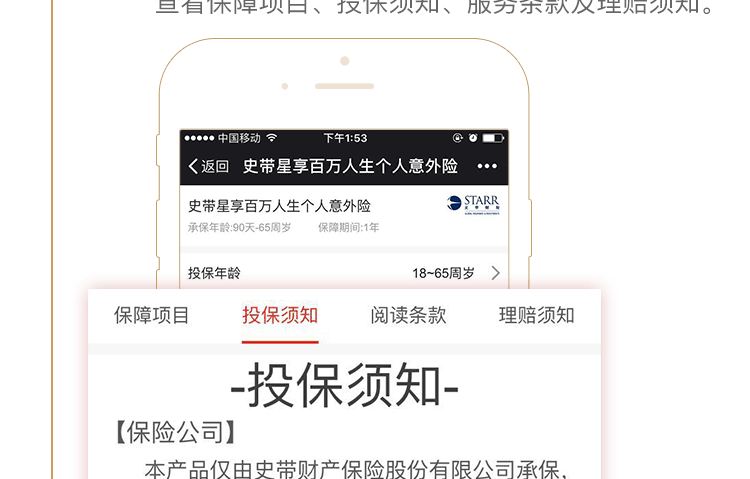 查看保障项目、投保须知、服务条款及理赔须知。
中国移动 下午1:53
返回 史带星享百万人生个人意外险
史带星享百万人生个人意外险
STARR
史带财险
承保年龄:90天-65周岁 保障期间:1年
投保年龄 18~65周岁
保障项目 投保须知 阅读条款 理赔须知
-投保须知-
【保险公司】
本产品仅由史带财产保险股份有限公司承保,